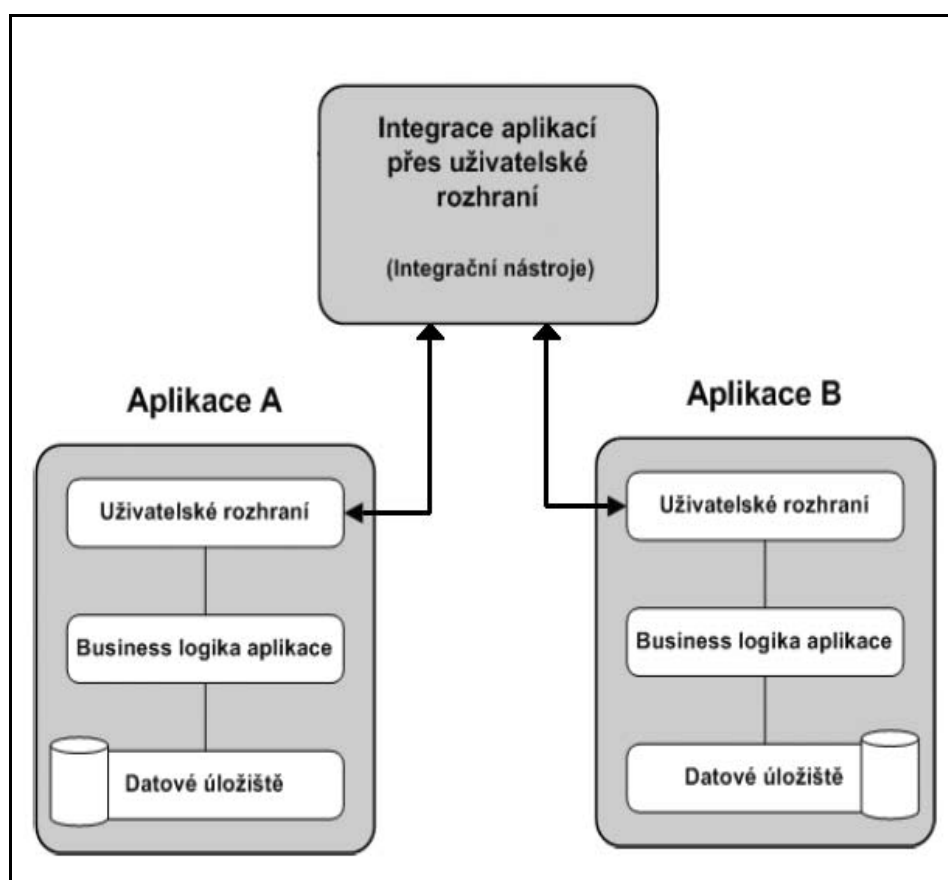 Integrace aplikací
přes uživatelské
rozhraní
(Integrační nástroje)
Aplikace A
Uživatelské rozhraní
Business logika aplikace
Datové úložiště
Aplikace B
Uživatelské rozhraní
Business logika aplikace
Datové úložiště